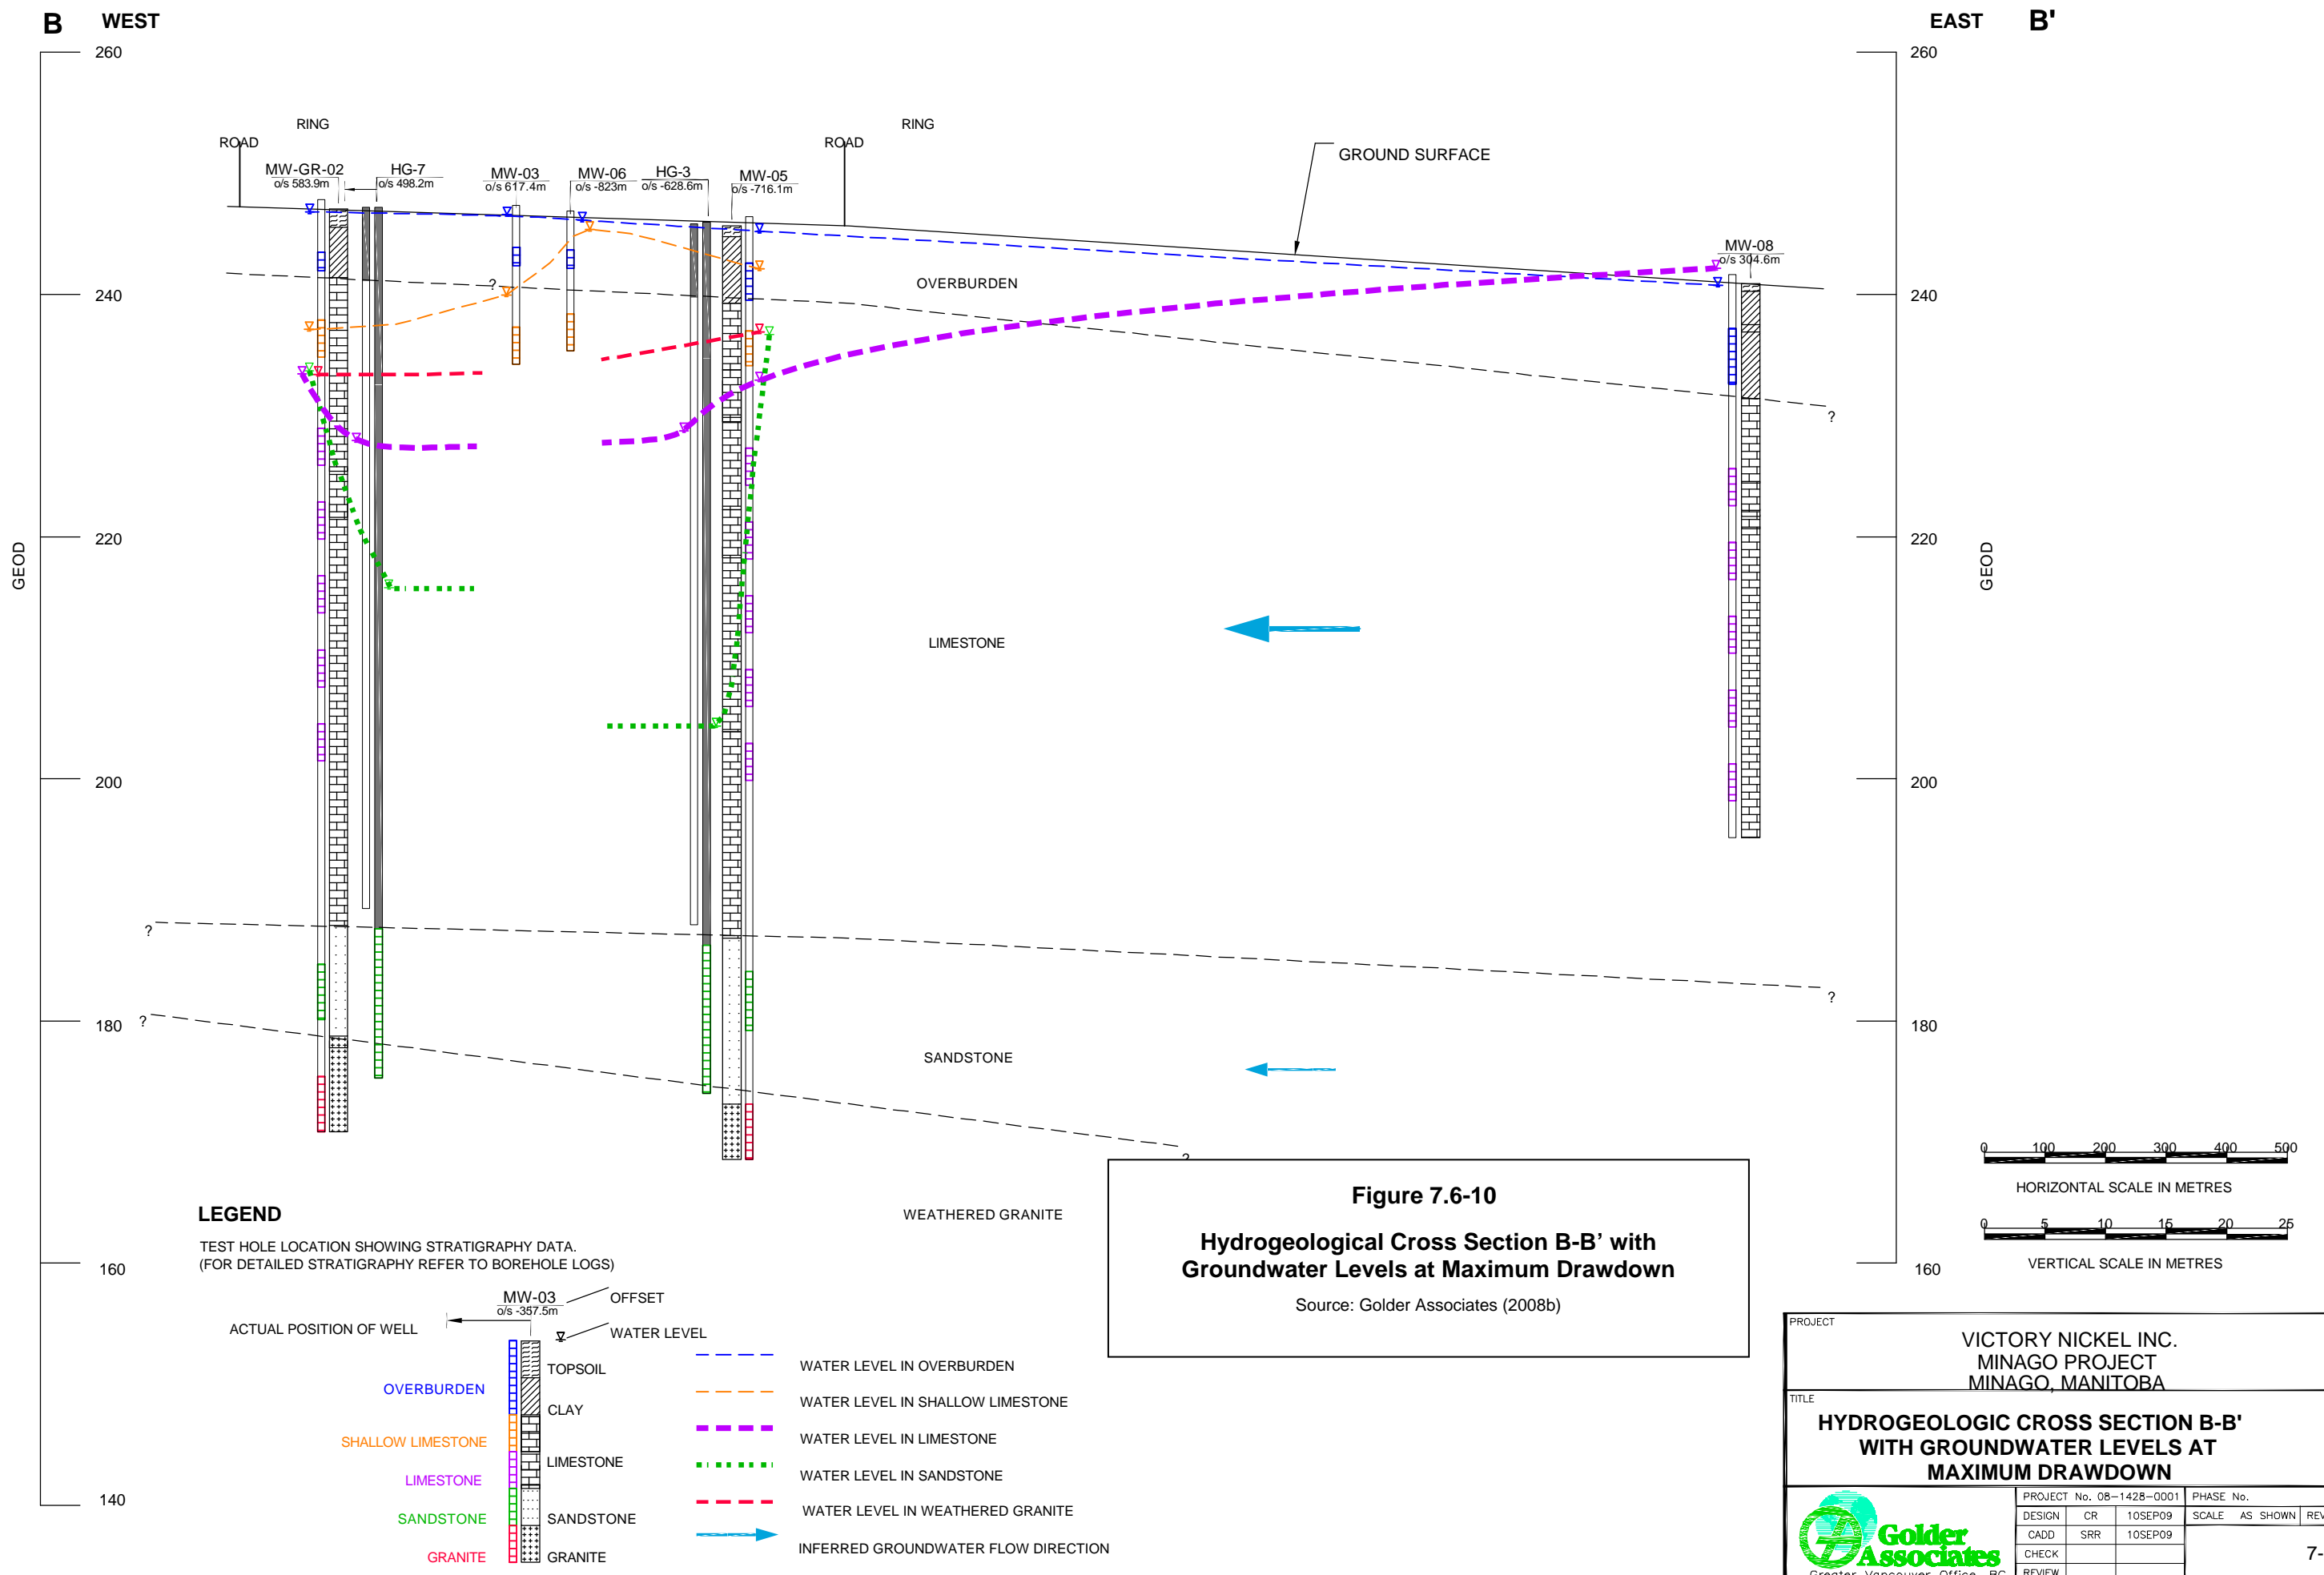 B WEST
EAST B'
260
260
RING
ROAD
RING
ROAD
GROUND SURFACE
MW-GR-02
o/s 583.9m
HG-7
o/s 498.2m
MW-03
o/s 617.4m
MW-06
o/s -823m
HG-3
o/s -628.6m
MW-05
o/s -716.1m
MW-08
o/s 304.6m
240
?
OVERBURDEN
240
?
220
220
GEOD
GEOD
LIMESTONE
200
200
?
?
180
?
180
SANDSTONE
?
WEATHERED GRANITE
160
160
140
Figure 7.6-10
Hydrogeological Cross Section B-B’ with
Groundwater Levels at Maximum Drawdown
Source: Golder Associates (2008b)
0 100 200 300 400 500
HORIZONTAL SCALE IN METRES
0 5 10 15 20 25
VERTICAL SCALE IN METRES
LEGEND
TEST HOLE LOCATION SHOWING STRATIGRAPHY DATA.
(FOR DETAILED STRATIGRAPHY REFER TO BOREHOLE LOGS)
MW-03
o/s -357.5m
OFFSET
ACTUAL POSITION OF WELL
WATER LEVEL
TOPSOIL
OVERBURDEN
CLAY
SHALLOW LIMESTONE
LIMESTONE
LIMESTONE
SANDSTONE
SANDSTONE
GRANITE
GRANITE
WATER LEVEL IN OVERBURDEN
WATER LEVEL IN SHALLOW LIMESTONE
WATER LEVEL IN LIMESTONE
WATER LEVEL IN SANDSTONE
WATER LEVEL IN WEATHERED GRANITE
INFERRED GROUNDWATER FLOW DIRECTION
PROJECT
VICTORY NICKEL INC.
MINAGO PROJECT
MINAGO, MANITOBA
TITLE
HYDROGEOLOGIC CROSS SECTION B-B'
WITH GROUNDWATER LEVELS AT
MAXIMUM DRAWDOWN
Golder
Associates
Greater Vancouver Office, BC
PROJECT No. 08-1428-0001 PHASE No.
DESIGN CR 10SEP09 SCALE AS SHOWN REV
CADD SRR 10SEP09
CHECK
REVIEW
7-